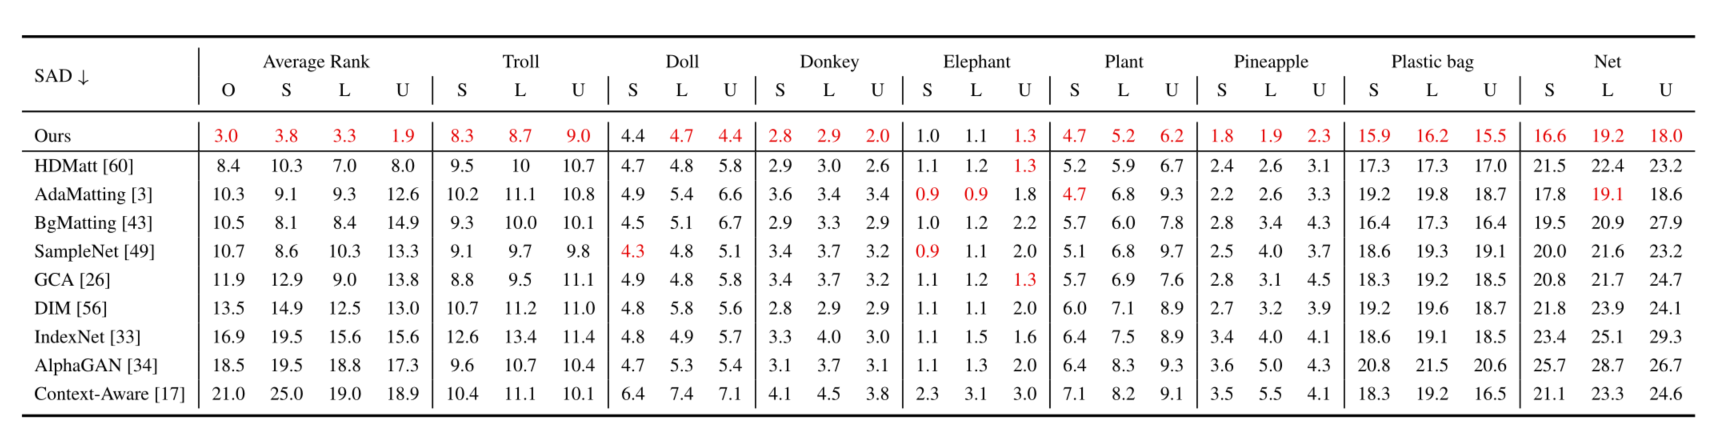 SAD ↓ Average Rank Troll Doll Donkey Elephant Plant Pineapple Plastic bag Net
O S L U S L U S L U S L U S L U S L U S L U S L U S L U
Ours 3.0 3.8 3.3 1.9 8.3 8.7 9.0 4.4 4.7 4.4 2.8 2.9 2.0 1.0 1.1 1.3 4.7 5.2 6.2 1.8 1.9 2.3 15.9 16.2 15.5 16.6 19.2 18.0
HDMatt [60] 8.4 10.3 7.0 8.0 9.5 10 10.7 4.7 4.8 5.8 2.9 3.0 2.6 1.1 1.2 1.3 5.2 5.9 6.7 2.4 2.6 3.1 17.3 17.3 17.0 21.5 22.4 23.2
AdaMatting [3] 10.3 9.1 9.3 12.6 10.2 11.1 10.8 4.9 5.4 6.6 3.6 3.4 3.4 0.9 0.9 1.8 4.7 6.8 9.3 2.2 2.6 3.3 19.2 19.8 18.7 17.8 19.1 18.6
BgMatting [43] 10.5 8.1 8.4 14.9 9.3 10.0 10.1 4.5 5.1 6.7 2.9 3.3 2.9 1.0 1.2 2.2 5.7 6.0 7.8 2.8 3.4 4.3 16.4 17.3 16.4 19.5 20.9 27.9
SampleNet [49] 10.7 8.6 10.3 13.3 9.1 9.7 9.8 4.3 4.8 5.1 3.4 3.7 3.2 0.9 1.1 2.0 5.1 6.8 9.7 2.5 4.0 3.7 18.6 19.3 19.1 20.0 21.6 23.2
GCA [26] 11.9 12.9 9.0 13.8 8.8 9.5 11.1 4.9 4.8 5.8 3.4 3.7 3.2 1.1 1.2 1.3 5.7 6.9 7.6 2.8 3.1 4.5 18.3 19.2 18.5 20.8 21.7 24.7
DIM [56] 13.5 14.9 12.5 13.0 10.7 11.2 11.0 4.8 5.8 5.6 2.8 2.9 2.9 1.1 1.1 2.0 6.0 7.1 8.9 2.7 3.2 3.9 19.2 19.6 18.7 21.8 23.9 24.1
IndexNet [33] 16.9 19.5 15.6 15.6 12.6 13.4 11.4 4.8 4.9 5.7 3.3 4.0 3.0 1.1 1.5 1.6 6.4 7.5 8.9 3.4 4.0 4.1 18.6 19.1 18.5 23.4 25.1 29.3
AlphaGAN [34] 18.5 19.5 18.8 17.3 9.6 10.7 10.4 4.7 5.3 5.4 3.1 3.7 3.1 1.1 1.3 2.0 6.4 8.3 9.3 3.6 5.0 4.3 20.8 21.5 20.6 25.7 28.7 26.7
Context-Aware [17] 21.0 25.0 19.0 18.9 10.4 11.1 10.1 6.4 7.4 7.1 4.1 4.5 3.8 2.3 3.1 3.0 7.1 8.2 9.1 3.5 5.5 4.1 18.3 19.2 16.5 21.1 23.3 24.6